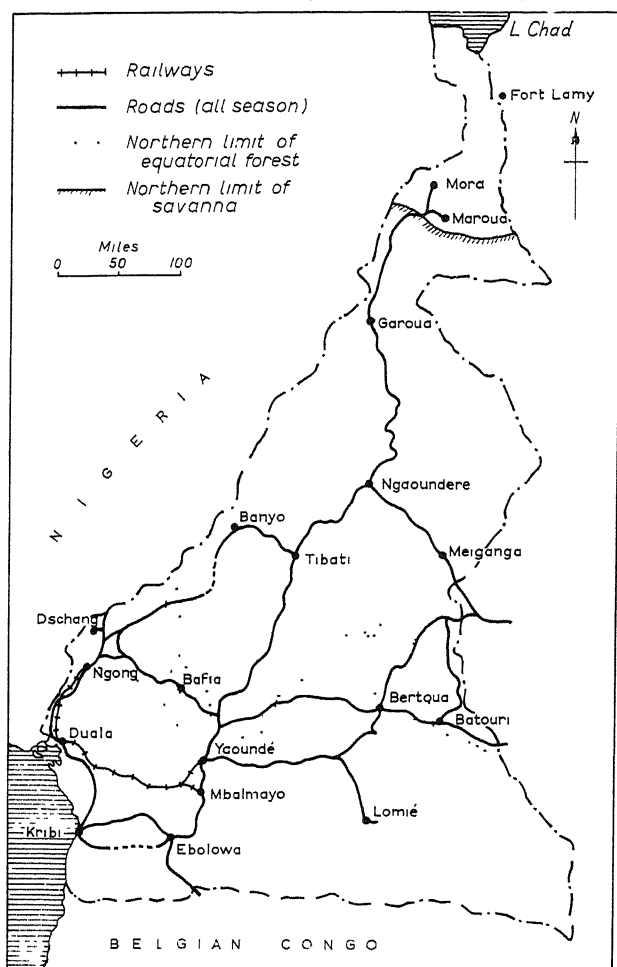 L Chad
Railways
Roads (all season)
Northern limit of
equatorial forest
Northern limit of
savanna
Miles
0 50 100
N
Fort Lamy
Mora
Maroua
Garoua
NIGERIA
Ngaoundere
Banyo
Tibati
Meiganga
Dschang
Ngong
Bafia
Bertoua
Batouri
Duala
Yaoundé
Mbalmayo
Lomié
Kribi
Ebolowa
BELGIAN CONGO